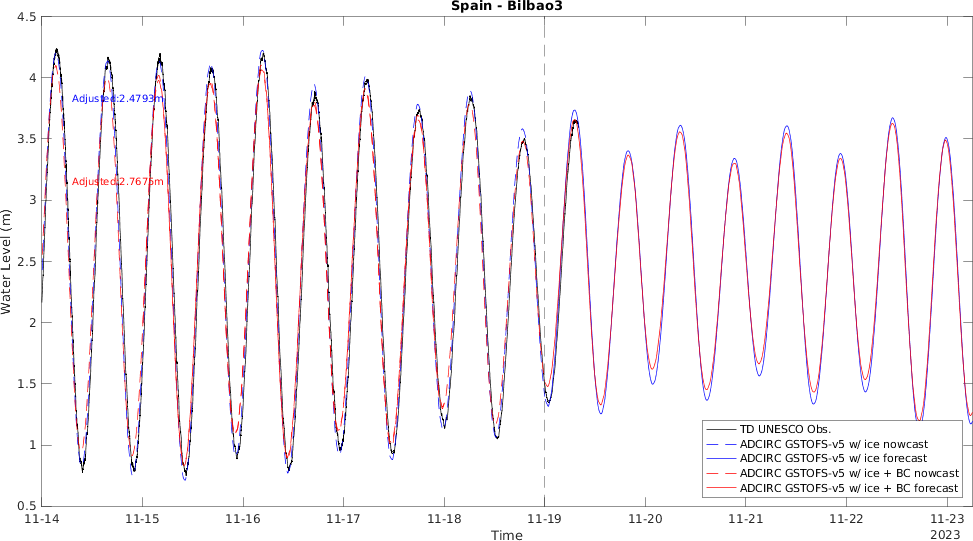 Spain - Bilbao3
4.5
4
3.5
3
2.5
2
1.5
1
0.5
Water Level (m)
Adjusted:2.4793m
Adjusted:2.7675m
TD UNESCO Obs.
ADCIRC GSTOFS-v5 w/ ice nowcast
ADCIRC GSTOFS-v5 w/ ice forecast
ADCIRC GSTOFS-v5 w/ ice + BC nowcast
ADCIRC GSTOFS-v5 w/ ice + BC forecast
11-14 11-15 11-16 11-17 11-18 11-19 11-20 11-21 11-22 11-23
2023
Time